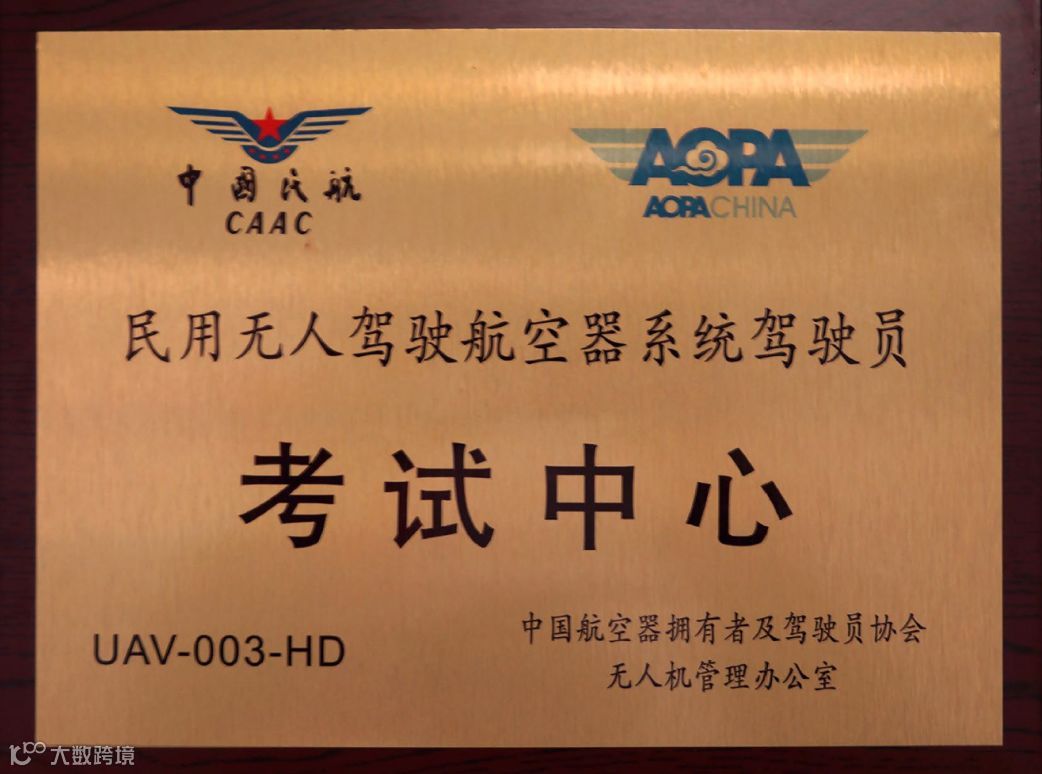 中国民航
CAAC
AOPA
AOPA CHINA
民用无人驾驶航空器系统驾驶员
考试中心
UAV-003-HD
中国航空器拥有者及驾驶员协会
无人机管理办公室
大数跨境